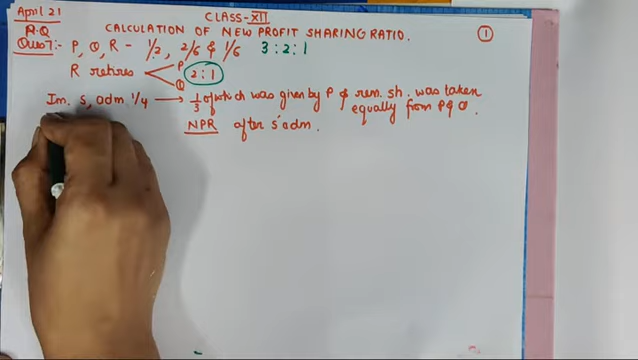 April 21
CLASS-XII
P.Q
CALCULATION OF NEW PROFIT SHARING RATIO.
1
Ques7:- P, Q, R - 1/2, 2/6 & 1/6 3:2:1
R retires P 2:1
Q
Im. S, adm. 1/4 → 1/3 of which was given by P & rem. sh. was taken
equally from P & Q.
NPR after S' adm.